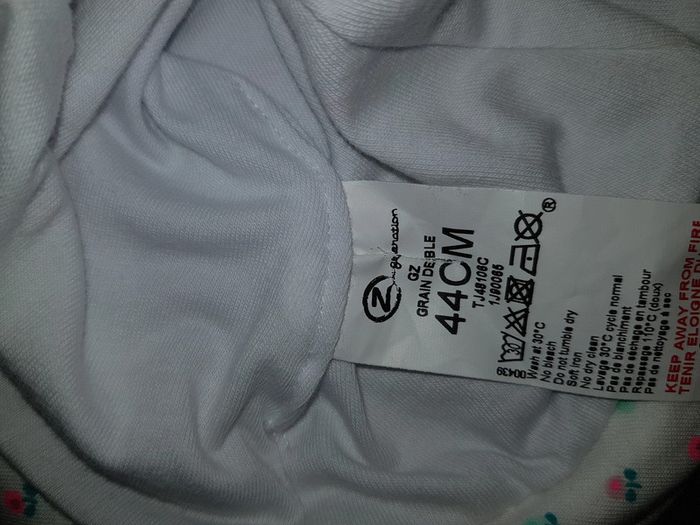 Z generation
GZ
GRAIN DE BLE
44CM
TJ48106C
1J90085
®
00439
Wash at 30°C
No bleach
Do not tumble dry
Soft iron
No dry clean
Lavage 30°C cycle normal
Pas de blanchiment
Pas de séchage en tambour
Repassage 110°C (doux)
Pas de nettoyage à sec
KEEP AWAY FROM FIRE
TENIR ELOIGNE